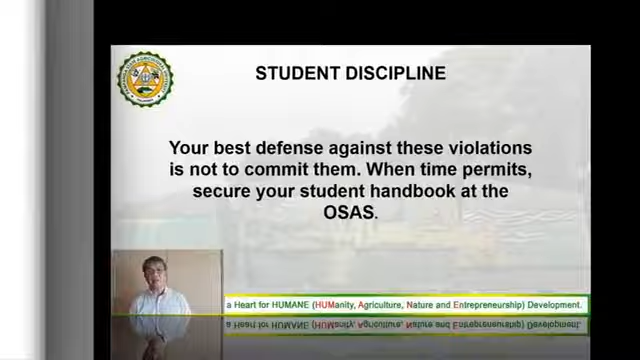 STUDENT DISCIPLINE
Your best defense against these violations
is not to commit them. When time permits,
secure your student handbook at the
OSAS.
a Heart for HUMANE (HUManity, Agriculture, Nature and Entrepreneurship) Development.